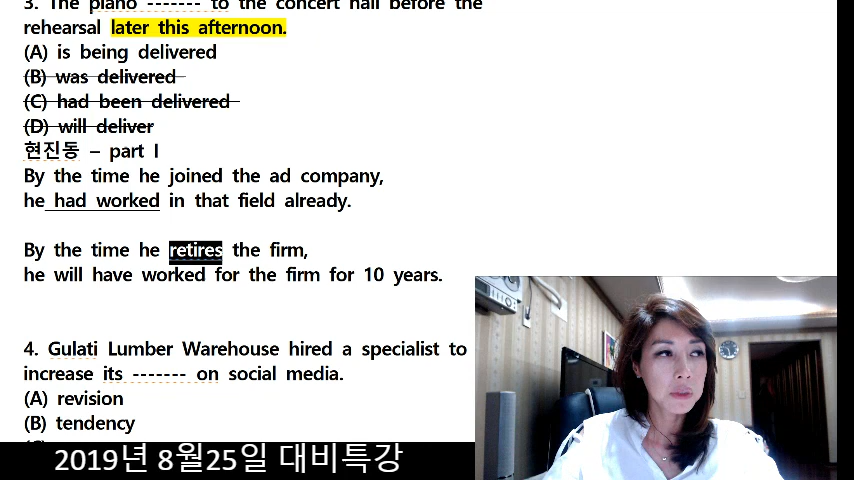 3. The piano ------- to the concert hall before the
rehearsal later this afternoon.
(A) is being delivered
(B) was delivered
(C) had been delivered
(D) will deliver
현진동 – part I
By the time he joined the ad company,
he had worked in that field already.
By the time he retires the firm,
he will have worked for the firm for 10 years.
4. Gulati Lumber Warehouse hired a specialist to
increase its ------- on social media.
(A) revision
(B) tendency
2019년 8월25일 대비특강